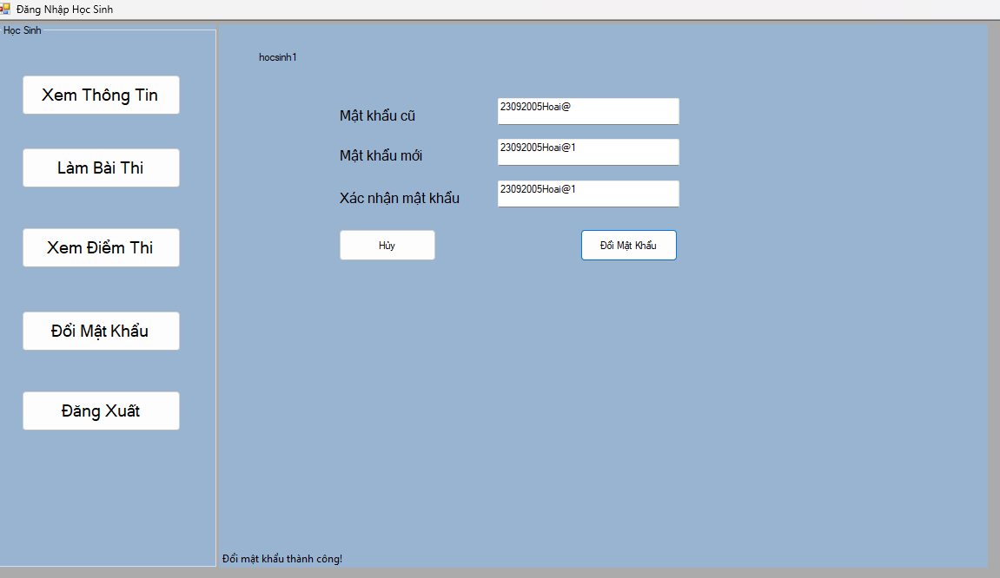 Đăng Nhập Học Sinh
Học Sinh
Xem Thông Tin
Làm Bài Thi
Xem Điểm Thi
Đổi Mật Khẩu
Đăng Xuất
hocsinh1
Mật khẩu cũ
23092005Hoai@
Mật khẩu mới
23092005Hoai@1
Xác nhận mật khẩu
23092005Hoai@1
Hủy
Đổi Mật Khẩu
Đổi mật khẩu thành công!